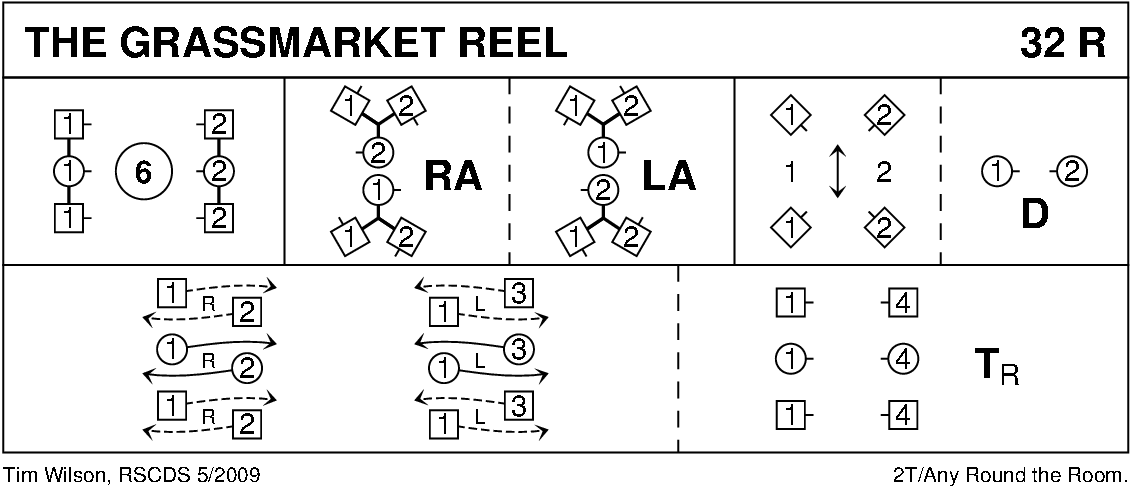 THE GRASSMARKET REEL 32 R
1 2 1 2 1 2 1 2
1 6 2 2 RA 1 LA 1 2 1 2
1 2 1 2 D
1 2 1 2 1 2 1 2
1 R 2 3 L 1 1 4
1 R 2 3 L 1 1 4 TR
1 R 2 3 L 1 1 4
Tim Wilson, RSCDS 5/2009 2T/Any Round the Room.